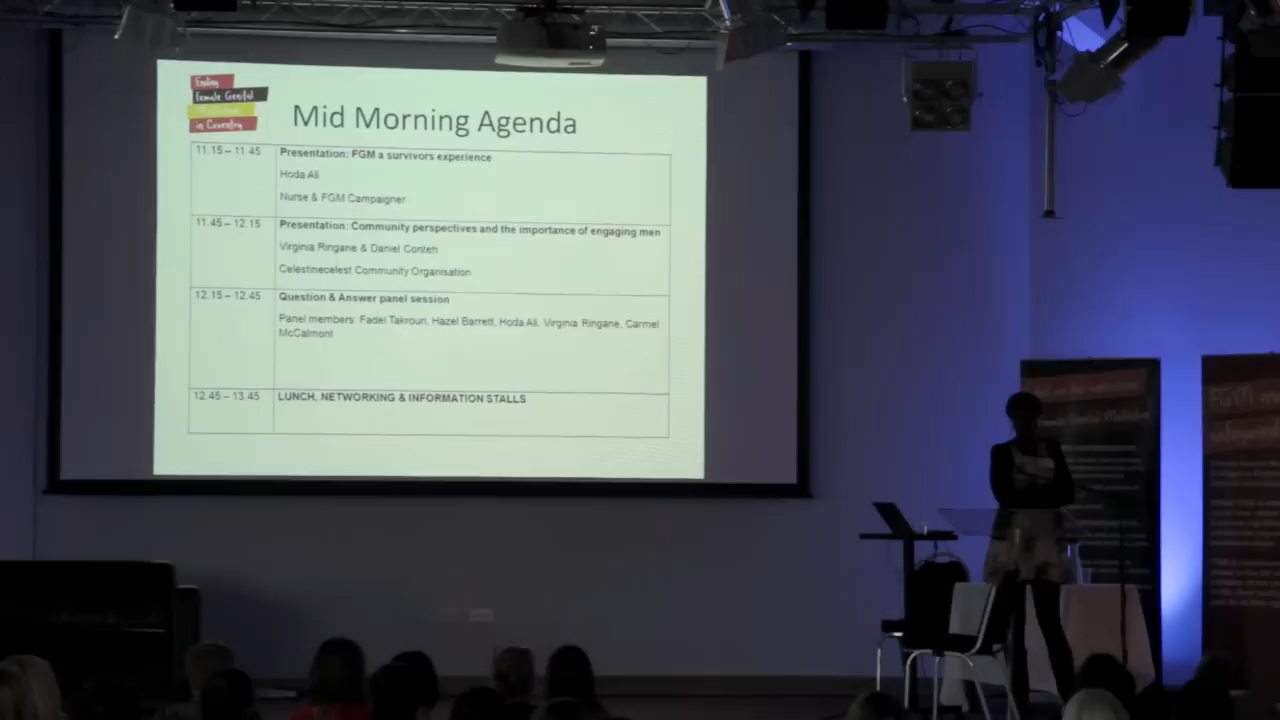 Ending
Female Genital
in Coventry
Mid Morning Agenda
11.15 – 11.45
Presentation: FGM a survivors experience
Hoda Ali
Nurse & FGM Campaigner
11.45 – 12.15
Presentation: Community perspectives and the importance of engaging men
Virginia Ringane & Daniel Conteh
Celestinecelest Community Organisation
12.15 – 12.45
Question & Answer panel session
Panel members: Fadel Takrouri, Hazel Barrett, Hoda Ali, Virginia Ringane, Carmel
McCalmont
12.45 – 13.45
LUNCH, NETWORKING & INFORMATION STALLS
FGM